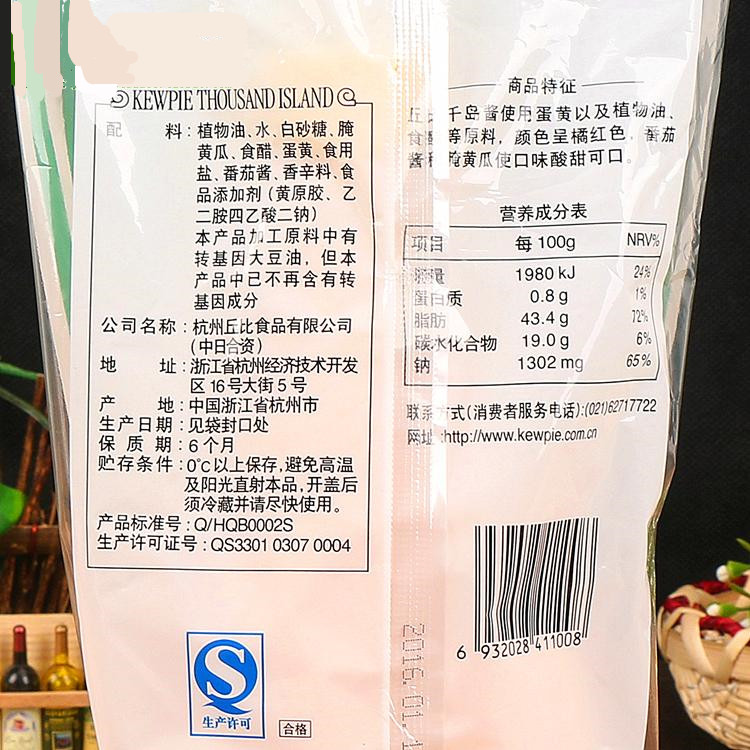 KEWPIE THOUSAND ISLAND
配 料：植物油、水、白砂糖、腌
黄瓜、食醋、蛋黄、食用
盐、番茄酱、香辛料、食
品添加剂（黄原胶、乙
二胺四乙酸二钠）
本产品加工原料中有
转基因大豆油，但本
产品中已不再含有转
基因成分
公司名称：杭州丘比食品有限公司
(中日合资)
地 址：浙江省杭州经济技术开发
区16号大街5号
产 地：中国浙江省杭州市
生产日期：见袋封口处
保质期：6个月
贮存条件：0℃以上保存，避免高温
及阳光直射本品，开盖后
须冷藏并请尽快使用。
产品标准号：Q/HQB0002S
生产许可证号：QS3301 0307 0004
生产许可
合格
商品特征
丘比千岛酱使用蛋黄以及植物油、
食醋等原料，颜色呈橘红色，番茄
酱和腌黄瓜使口味酸甜可口。
营养成分表
项目 每100g NRV%
能量 1980 kJ 24%
蛋白质 0.8 g 1%
脂肪 43.4 g 72%
碳水化合物 19.0 g 6%
钠 1302 mg 65%
联系方式(消费者服务电话):(021)62717722
网址:http://www.kewpie.com.cn
6 932028 411008
2016.01.1